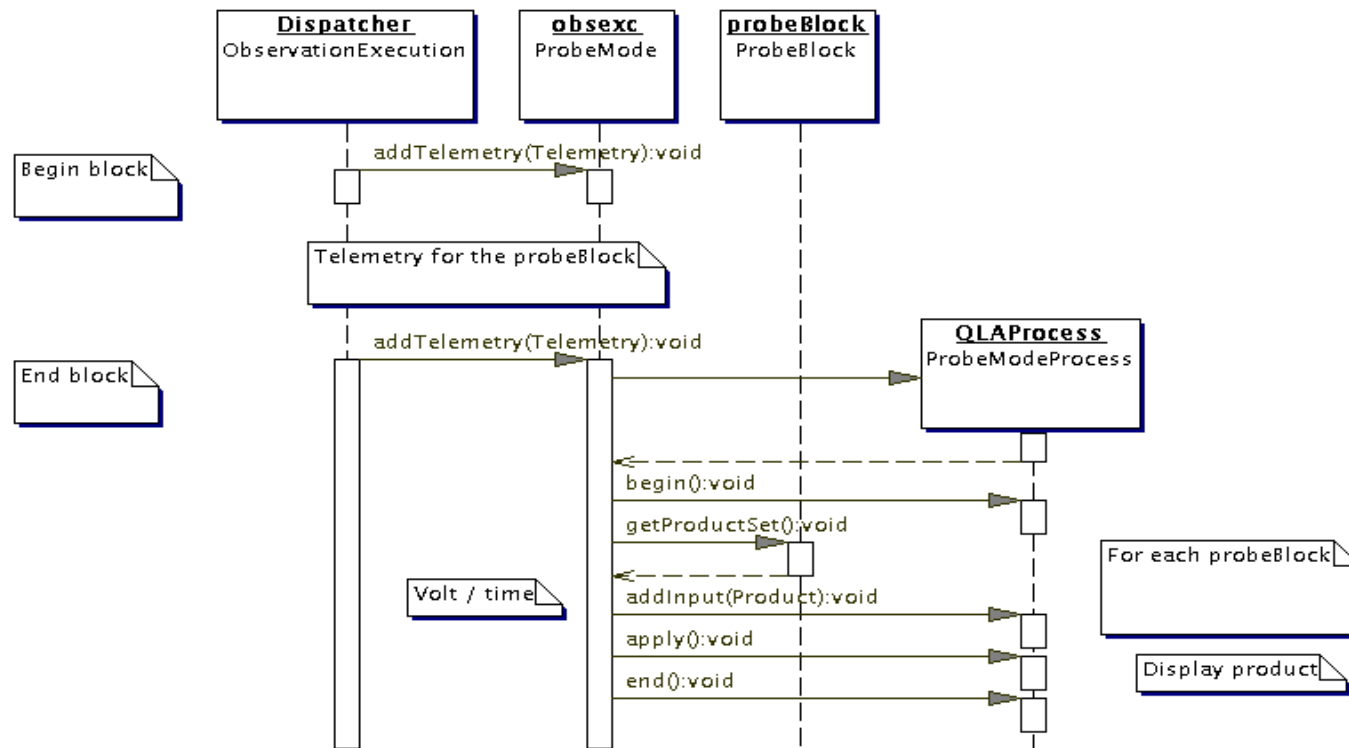 Dispatcher
ObservationExecution
obsexc
ProbeMode
probeBlock
ProbeBlock
addTelemetry(Telemetry):void
Begin block
Telemetry for the probeBlock
QLAProcess
ProbeModeProcess
addTelemetry(Telemetry):void
End block
begin():void
getProductSet():void
For each probeBlock
Volt / time
addInput(Product):void
apply():void
Display product
end():void